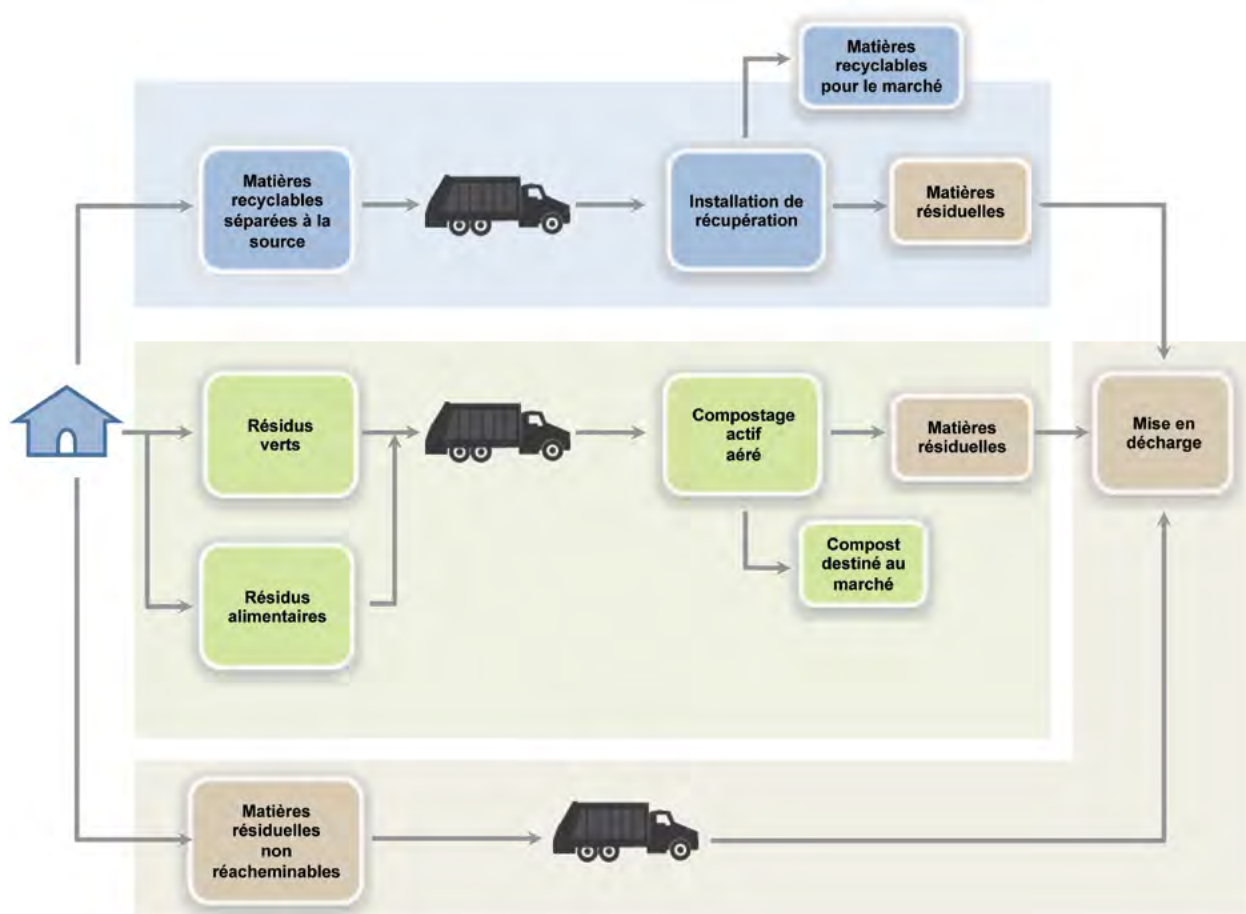 Matières
recyclables
pour le marché
Matières
recyclables
séparées à la
source
Installation de
récupération
Matières
résiduelles
Résidus
verts
Compostage
actif
aéré
Matières
résiduelles
Mise en
décharge
Résidus
alimentaires
Compost
destiné au
marché
Matières
résiduelles
non
réacheminables